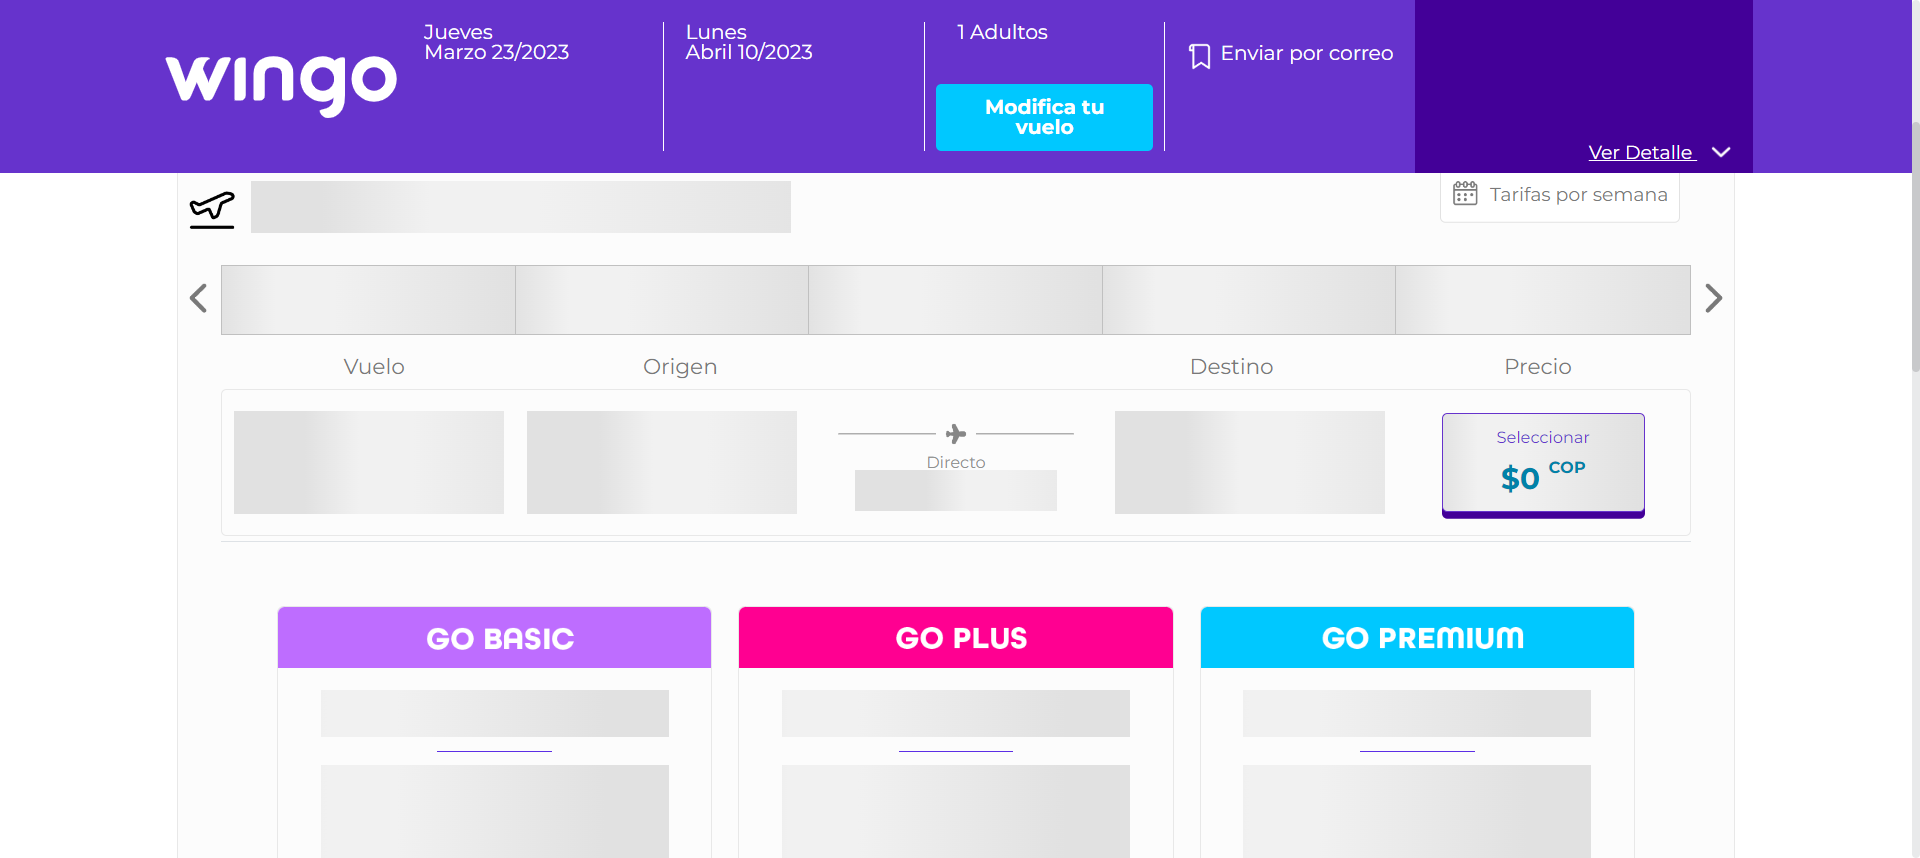 wingo
Jueves
Marzo 23/2023
Lunes
Abril 10/2023
1 Adultos
Modifica tu
vuelo
Enviar por correo
Ver Detalle
Tarifas por semana
Vuelo
Origen
Destino
Precio
Directo
Seleccionar
$0 COP
GO BASIC
GO PLUS
GO PREMIUM